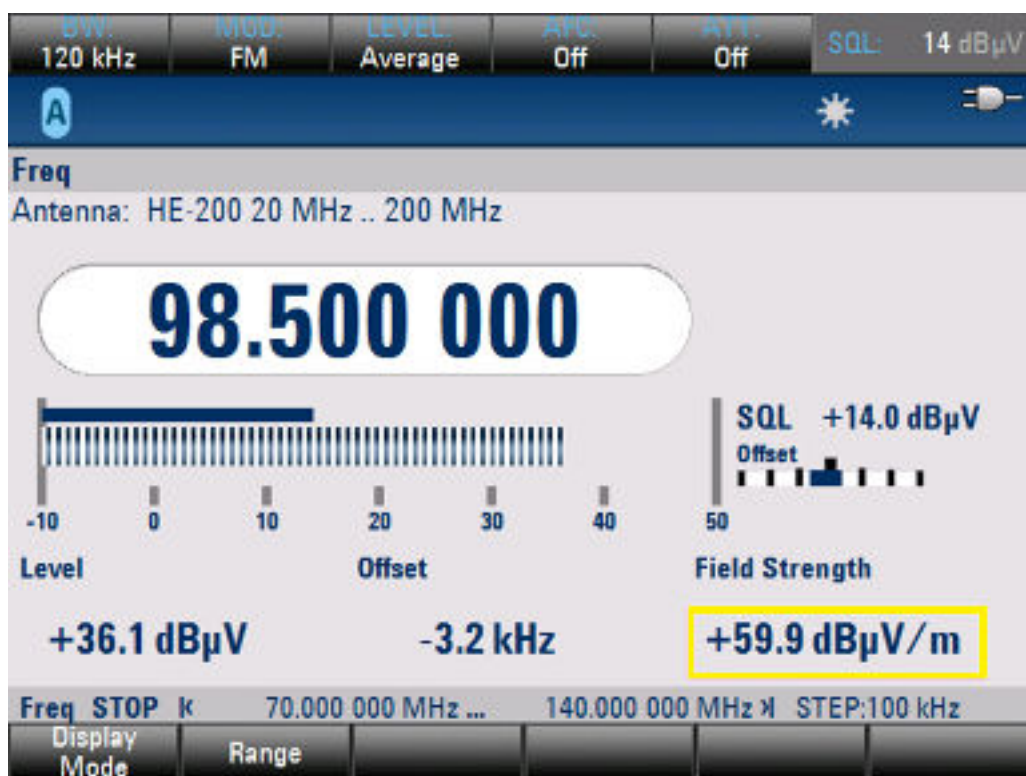 BW: MOD: LEVEL: AFC: ATT: SQL: 14 dBµV
120 kHz FM Average Off Off
A
Freq
Antenna: HE-200 20 MHz .. 200 MHz
98.500 000
SQL +14.0 dBµV
Offset
-10 0 10 20 30 40 50
Level Offset Field Strength
+36.1 dBµV -3.2 kHz +59.9 dBµV/m
Freq STOP 70.000 000 MHz ... 140.000 000 MHz STEP:100 kHz
Display Mode Range